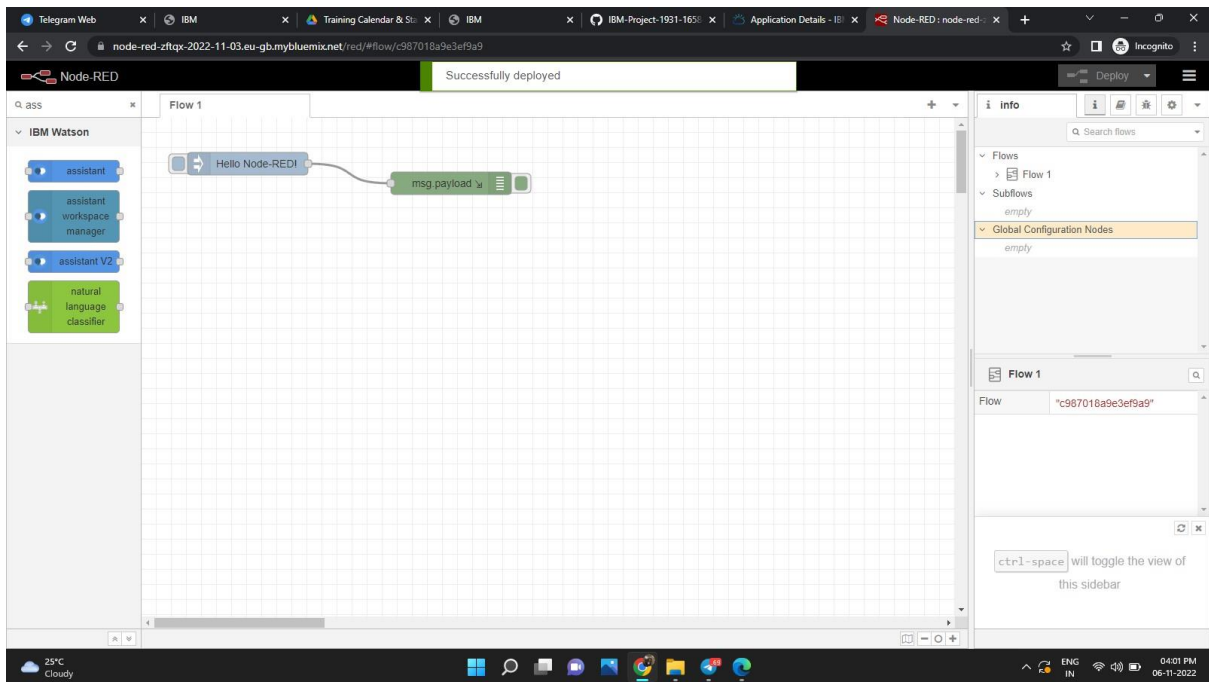 Telegram Web
IBM
Training Calendar & Sta
IBM
IBM-Project-1931-1658
Application Details - IB
Node-RED : node-red-
node-red-zftqx-2022-11-03.eu-gb.mybluemix.net/red/#flow/c987018a9e3ef9a9
Incognito
Node-RED
Successfully deployed
Deploy
ass
Flow 1
info
Search flows
IBM Watson
assistant
assistant
workspace
manager
assistant V2
natural
language
classifier
Hello Node-RED!
msg.payload
Flows
Flow 1
Subflows
empty
Global Configuration Nodes
empty
Flow 1
Flow "c987018a9e3ef9a9"
ctrl-space will toggle the view of
this sidebar
25°C
Cloudy
ENG
IN
04:01 PM
06-11-2022